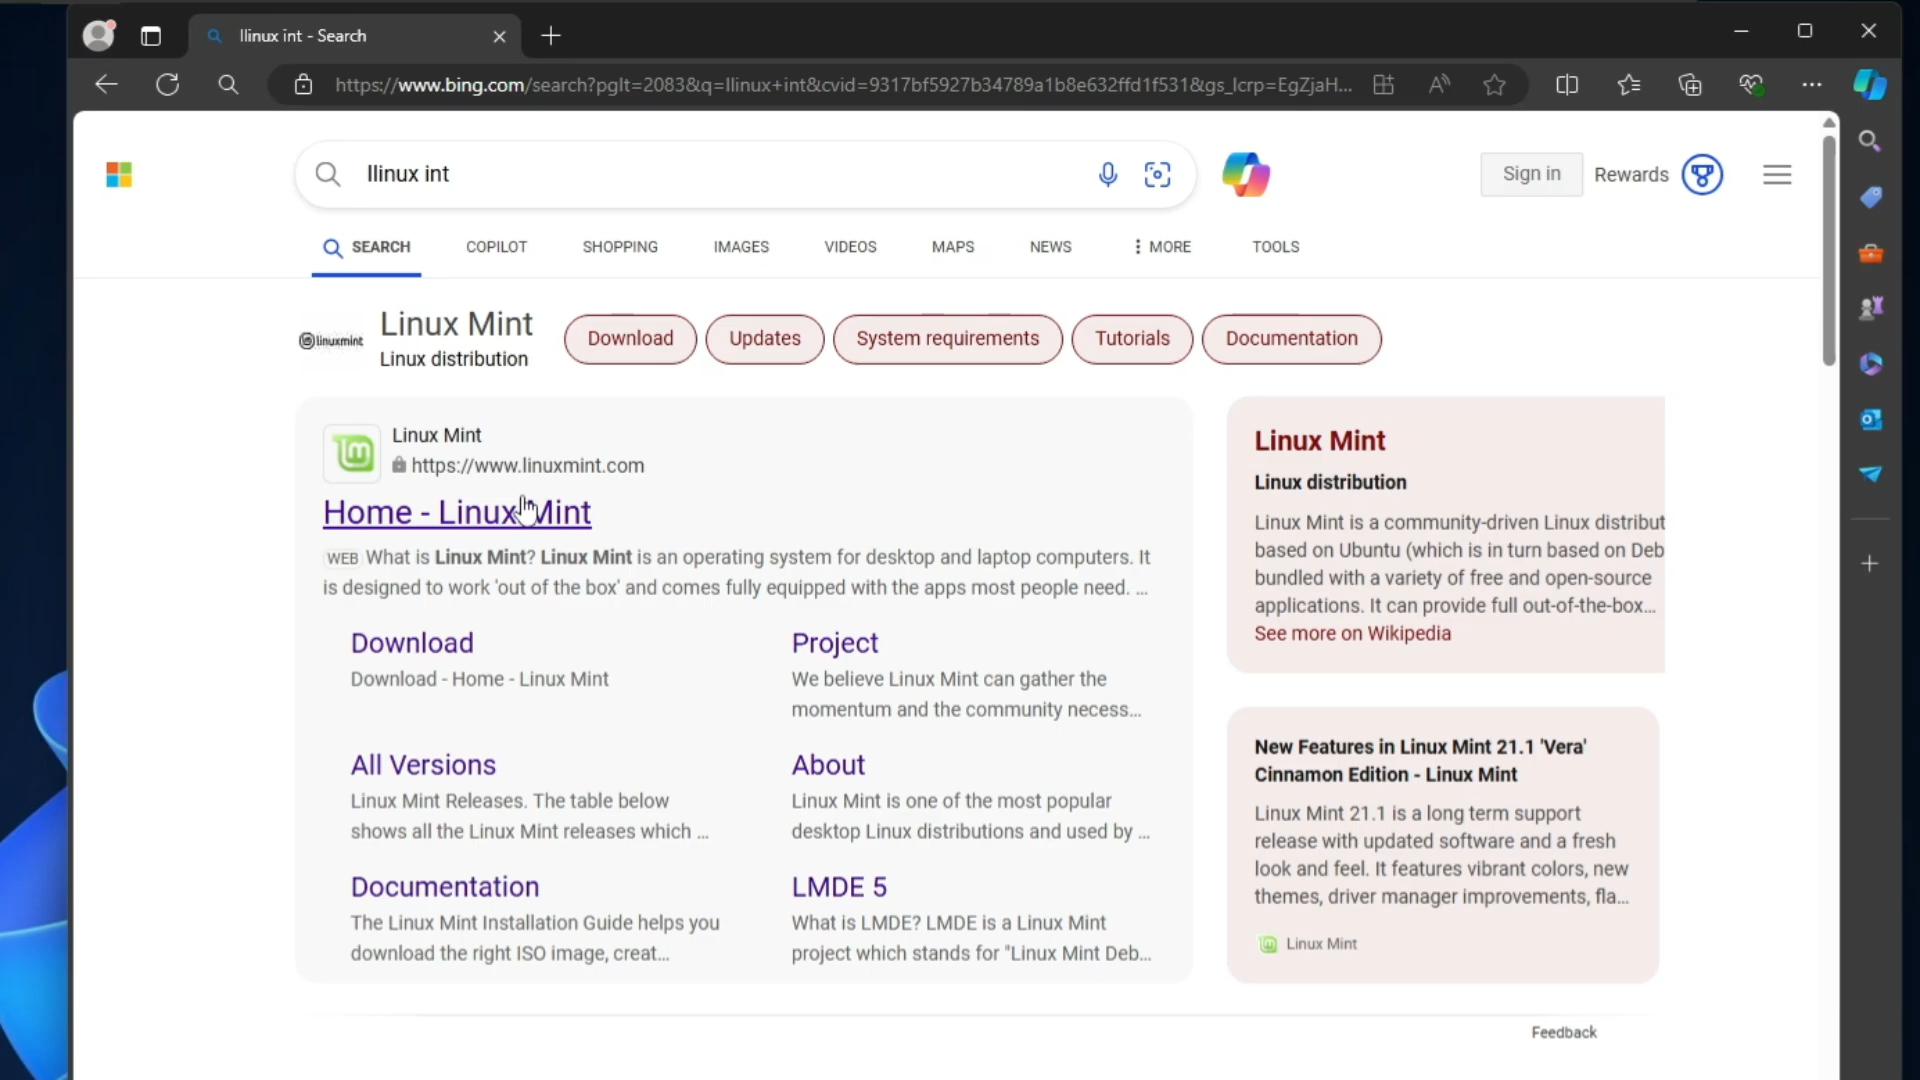 llinux int - Search
https://www.bing.com/search?pglt=2083&q=llinux+int&cvid=9317bf5927b34789a1b8e632ffd1f531&gs_lcrp=EgZjaH...
llinux int
Sign in
Rewards
SEARCH
COPILOT
SHOPPING
IMAGES
VIDEOS
MAPS
NEWS
MORE
TOOLS
linuxmint
Linux Mint
Linux distribution
Download
Updates
System requirements
Tutorials
Documentation
Linux Mint
https://www.linuxmint.com
Home - Linux Mint
WEB What is Linux Mint? Linux Mint is an operating system for desktop and laptop computers. It
is designed to work 'out of the box' and comes fully equipped with the apps most people need. ...
Download
Download - Home - Linux Mint
Project
We believe Linux Mint can gather the
momentum and the community necess...
All Versions
Linux Mint Releases. The table below
shows all the Linux Mint releases which ...
About
Linux Mint is one of the most popular
desktop Linux distributions and used by ...
Documentation
The Linux Mint Installation Guide helps you
download the right ISO image, creat...
LMDE 5
What is LMDE? LMDE is a Linux Mint
project which stands for "Linux Mint Deb...
Linux Mint
Linux distribution
Linux Mint is a community-driven Linux distribut
based on Ubuntu (which is in turn based on Deb
bundled with a variety of free and open-source
applications. It can provide full out-of-the-box...
See more on Wikipedia
New Features in Linux Mint 21.1 'Vera'
Cinnamon Edition - Linux Mint
Linux Mint 21.1 is a long term support
release with updated software and a fresh
look and feel. It features vibrant colors, new
themes, driver manager improvements, fla...
Linux Mint
Feedback